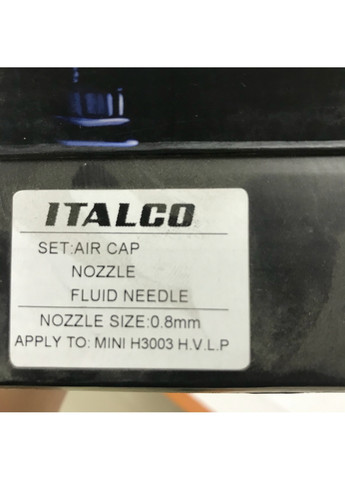 ITALCO
SET:AIR CAP
NOZZLE
FLUID NEEDLE
NOZZLE SIZE:0.8mm
APPLY TO: MINI H3003 H.V.L.P